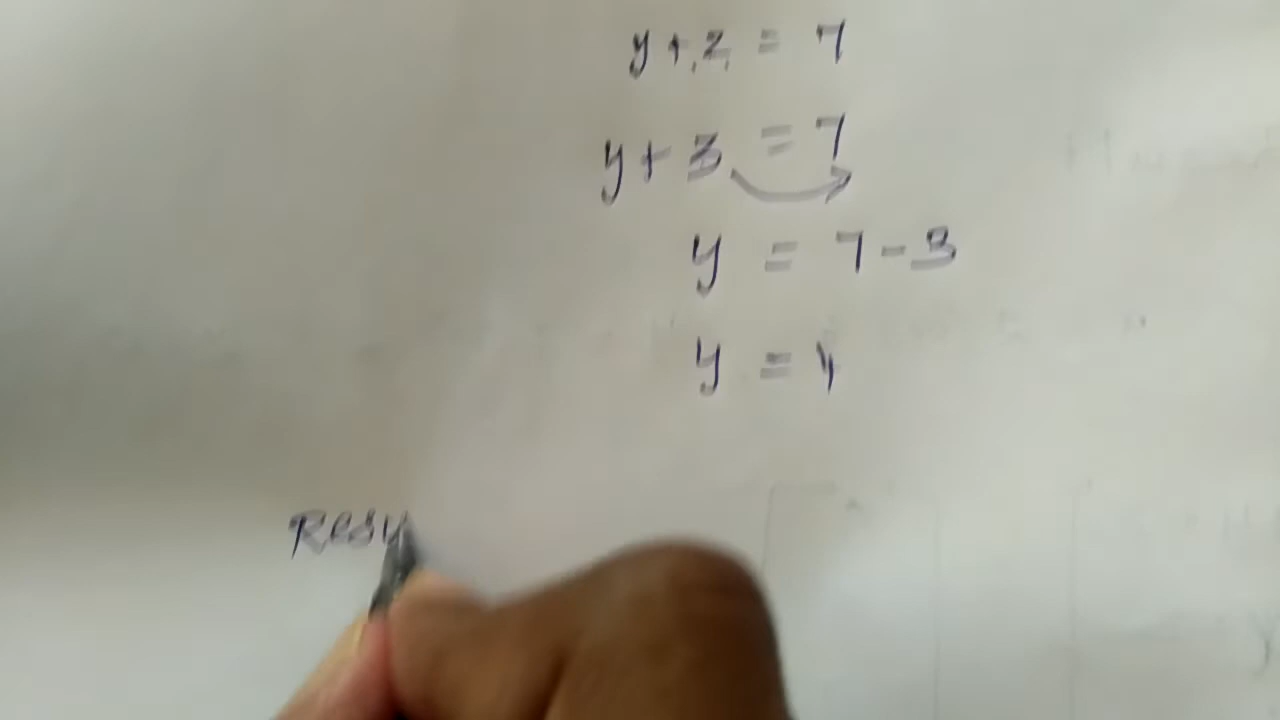 y + z = 7
y + 3 = 7
y = 7 - 3
y = 4
Resu